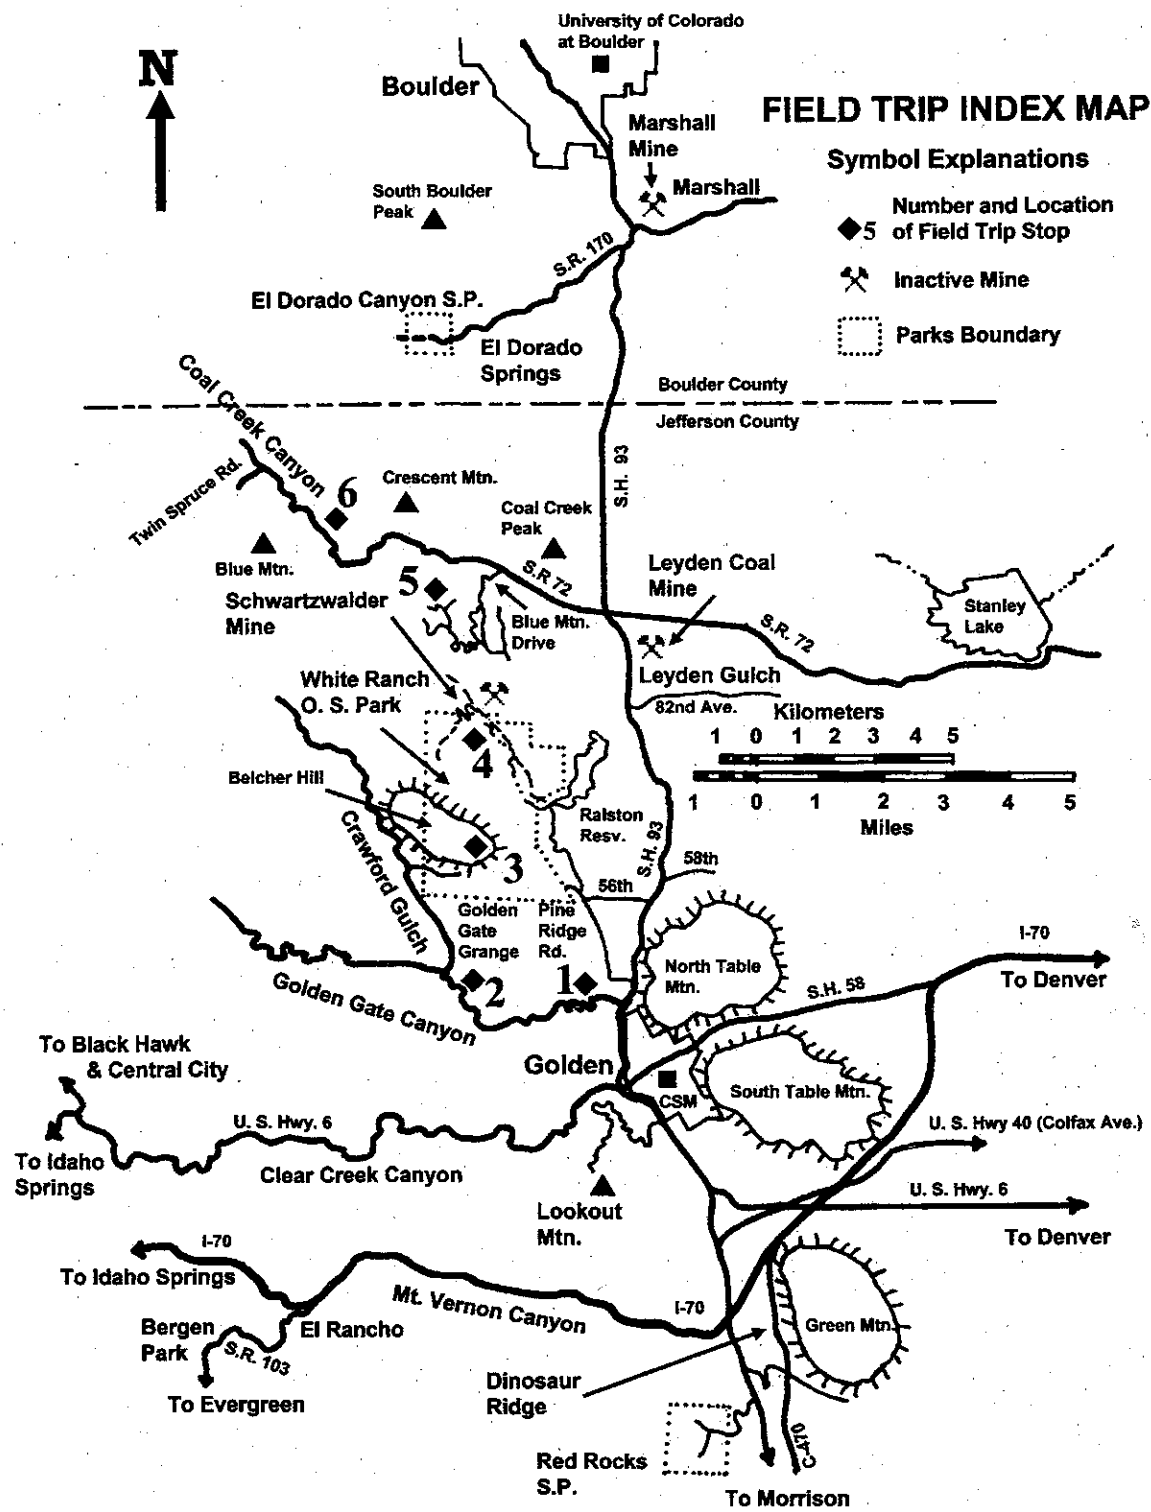 University of Colorado
at Boulder
N
Boulder
FIELD TRIP INDEX MAP
Marshall
Mine
Symbol Explanations
Marshall
South Boulder
Peak
Number and Location
5 of Field Trip Stop
S.R. 170
Inactive Mine
El Dorado Canyon S.P.
Parks Boundary
El Dorado
Springs
Coal Creek Canyon
Boulder County
Jefferson County
Twin Spruce Rd.
S.H. 93
6
Crescent Mtn.
Coal Creek
Peak
Blue Mtn.
5
S.R 72
Leyden Coal
Mine
Schwartzwalder
Mine
Blue Mtn.
Drive
Stanley
Lake
S.R. 72
White Ranch
O. S. Park
Leyden Gulch
82nd Ave.
Kilometers
1 0 1 2 3 4 5
4
Belcher Hill
1 0 1 2 3 4 5
Miles
Ralston
Resv.
Crawford Gulch
S.H. 93
3
58th
56th
Golden
Gate
Grange
Pine
Ridge
Rd.
I-70
To Denver
North Table
Mtn.
2
1
S.H. 58
Golden Gate Canyon
To Black Hawk
& Central City
Golden
CSM
South Table Mtn.
U. S. Hwy. 6
U. S. Hwy 40 (Colfax Ave.)
To Idaho
Springs
Clear Creek Canyon
U. S. Hwy. 6
Lookout
Mtn.
To Denver
I-70
To Idaho Springs
Mt. Vernon Canyon
I-70
Bergen
Park
El Rancho
Green Mtn.
S.R. 103
To Evergreen
Dinosaur
Ridge
Red Rocks
S.P.
C-470
To Morrison